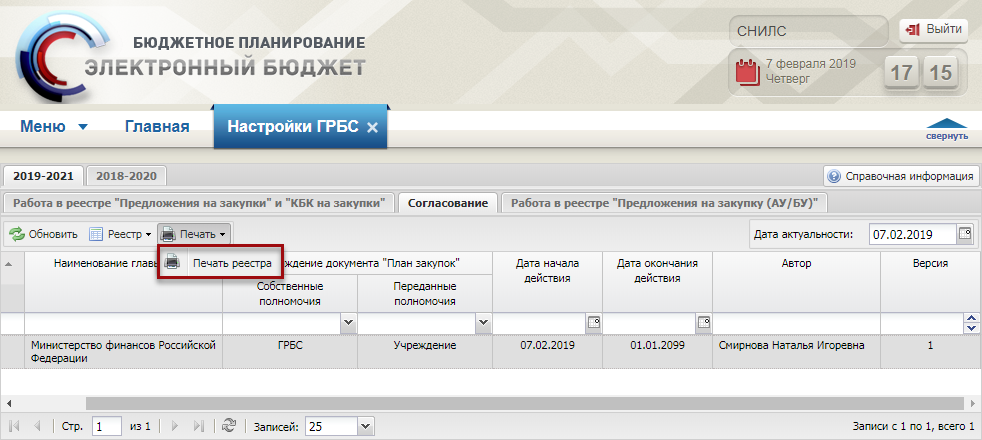 БЮДЖЕТНОЕ ПЛАНИРОВАНИЕ
ЭЛЕКТРОННЫЙ БЮДЖЕТ
СНИЛС
Выйти
7 февраля 2019
Четверг
17 15
Меню Главная Настройки ГРБС
свернуть
2019-2021 2018-2020
Справочная информация
Работа в реестре "Предложения на закупки" и "КБК на закупки" Согласование Работа в реестре "Предложения на закупку (АУ/БУ)"
Обновить Реестр Печать Дата актуальности: 07.02.2019
Печать реестра
Наименование главы ждение документа "План закупок" Дата начала действия Дата окончания действия Автор Версия
Собственные полномочия Переданные полномочия
Министерство финансов Российской Федерации ГРБС Учреждение 07.02.2019 01.01.2099 Смирнова Наталья Игоревна 1
Стр. 1 из 1 Записей: 25 Записи с 1 по 1, всего 1